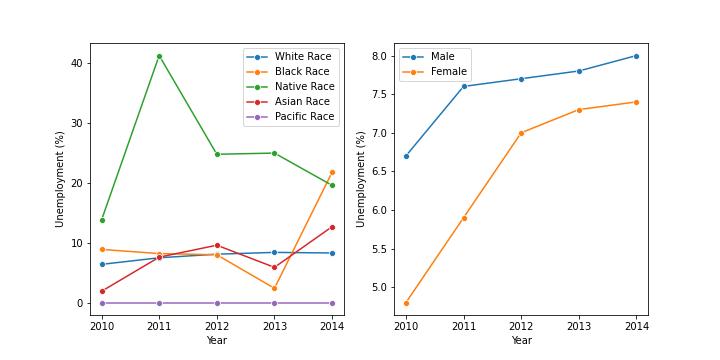 White Race
Black Race
Native Race
Asian Race
Pacific Race
40
30
20
10
0
Unemployment (%)
2010 2011 2012 2013 2014
Year
Male
Female
8.0
7.5
7.0
6.5
6.0
5.5
5.0
Unemployment (%)
2010 2011 2012 2013 2014
Year